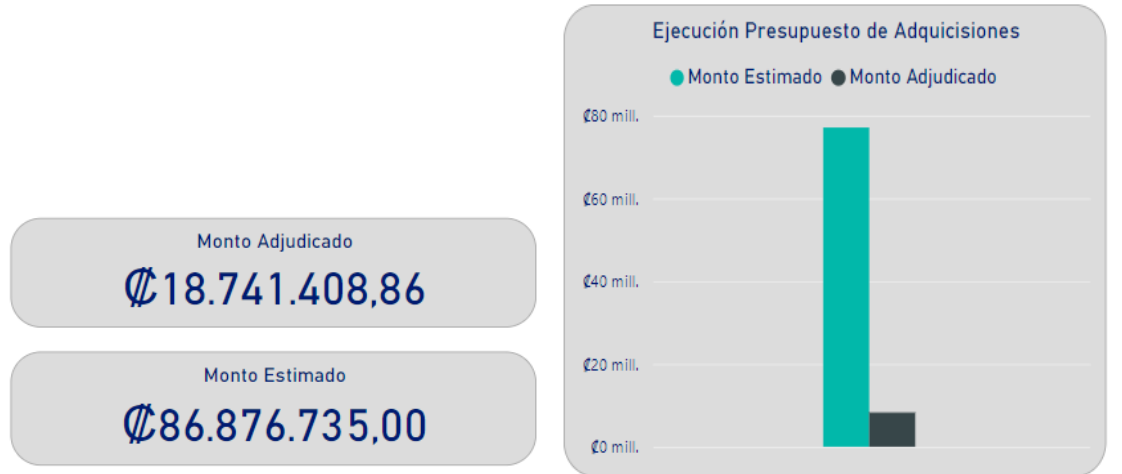 Monto Adjudicado
₡18.741.408,86
Monto Estimado
₡86.876.735,00
Ejecución Presupuesto de Adquicisiones
Monto Estimado Monto Adjudicado
₡80 mill.
₡60 mill.
₡40 mill.
₡20 mill.
₡0 mill.